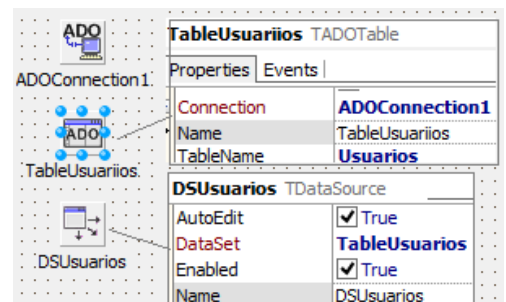 ADO
ADOConnection1.
ADO
TableUsuariios.
DSUsuarios
TableUsuariios TADOTable
Properties Events
Connection ADOConnection1
Name TableUsuariios
TableName Usuarios
DSUsuarios TDataSource
AutoEdit True
DataSet TableUsuarios
Enabled True
Name DSUsuarios